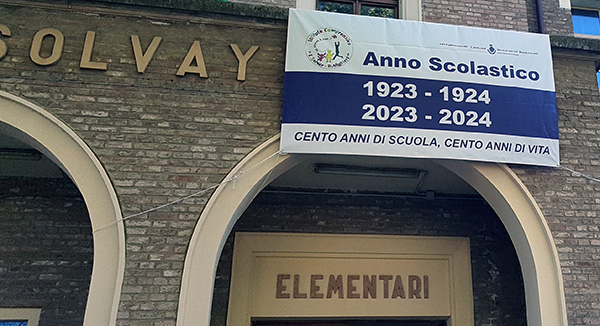 SOLVAY
Anno Scolastico
1923 - 1924
2023 - 2024
CENTO ANNI DI SCUOLA, CENTO ANNI DI VITA
ELEMENTARI